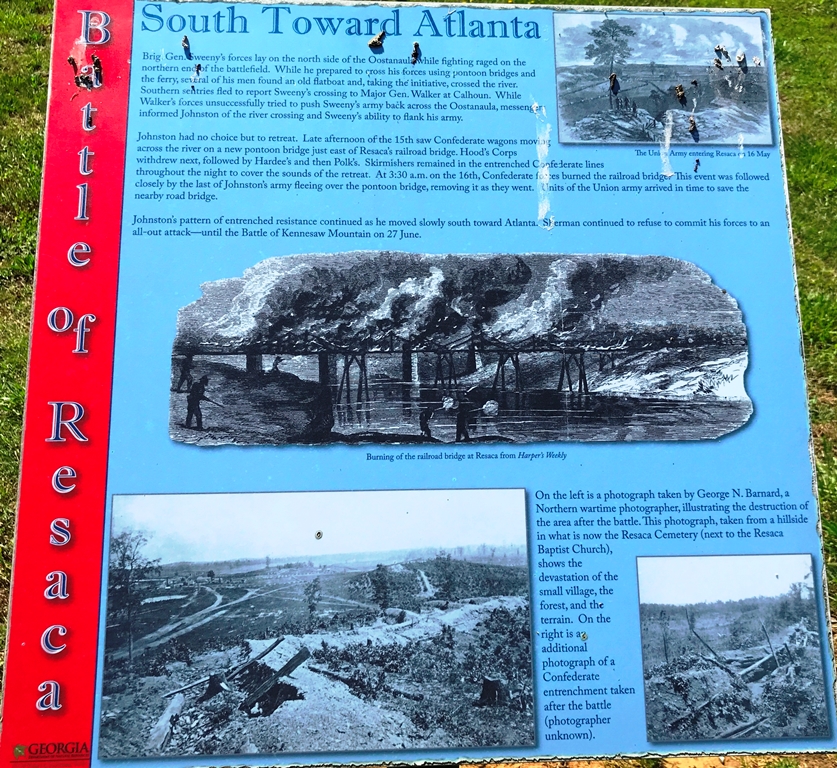 Battle of Resaca
South Toward Atlanta
Brig Gen. Sweeny's forces lay on the north side of the Oostanaula while fighting raged on the
northern end of the battlefield. While he prepared to cross his forces using pontoon bridges and
the ferry, several of his men found an old flatboat and, taking the initiative, crossed the river.
Southern sentries fled to report Sweeny's crossing to Major Gen. Walker at Calhoun. While
Walker's forces unsuccessfully tried to push Sweeny's army back across the Oostanaula, messengers
informed Johnston of the river crossing and Sweeny's ability to flank his army.
The Union Army entering Resaca on 16 May
Johnston had no choice but to retreat. Late afternoon of the 15th saw Confederate wagons moving
across the river on a new pontoon bridge just east of Resaca's railroad bridge. Hood's Corps
withdrew next, followed by Hardee's and then Polk's. Skirmishers remained in the entrenched Confederate lines
throughout the night to cover the sounds of the retreat. At 3:30 a.m. on the 16th, Confederate forces burned the railroad bridge. This event was followed
closely by the last of Johnston's army fleeing over the pontoon bridge, removing it as they went. Units of the Union army arrived in time to save the
nearby road bridge.
Johnston's pattern of entrenched resistance continued as he moved slowly south toward Atlanta. Sherman continued to refuse to commit his forces to an
all-out attack—until the Battle of Kennesaw Mountain on 27 June.
Burning of the railroad bridge at Resaca from Harper's Weekly
On the left is a photograph taken by George N. Barnard, a
Northern wartime photographer, illustrating the destruction of
the area after the battle. This photograph, taken from a hillside
in what is now the Resaca Cemetery (next to the Resaca
Baptist Church),
shows the
devastation of the
small village, the
forest, and the
terrain. On the
right is an
additional
photograph of a
Confederate
entrenchment taken
after the battle
(photographer
unknown).
GEORGIA